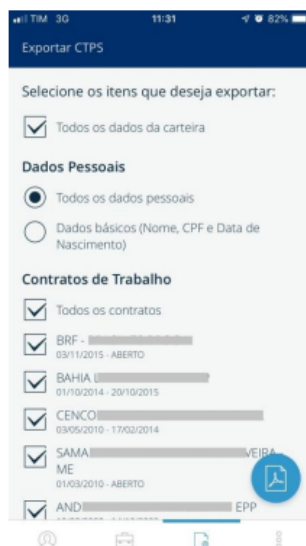 TIM 3G 11:31 82%
Exportar CTPS
Selecione os itens que deseja exportar:
Todos os dados da carteira
Dados Pessoais
Todos os dados pessoais
Dados básicos (Nome, CPF e Data de
Nascimento)
Contratos de Trabalho
Todos os contratos
BRF -
03/11/2015 - ABERTO
BAHIA
01/10/2014 - 20/10/2015
CENCO
03/05/2010 - 17/02/2014
SAMA VEIRA -
ME
01/03/2010 - ABERTO
AND EPP